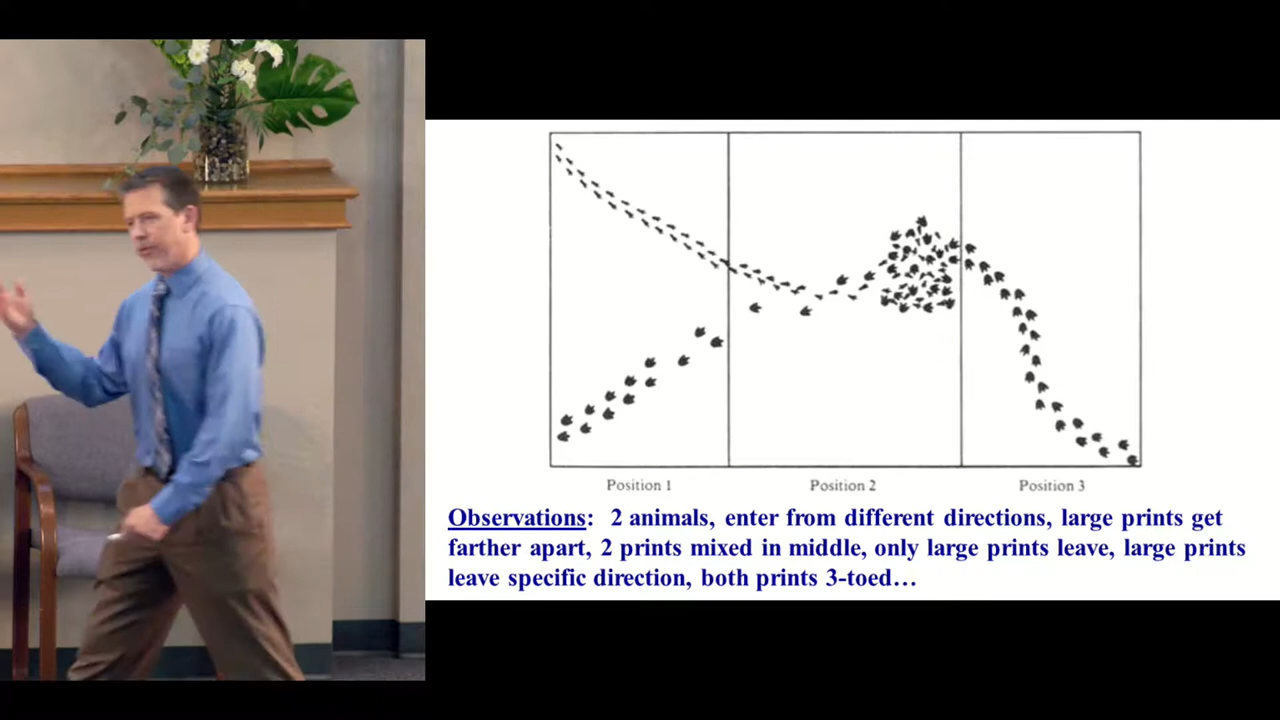 Position 1
Position 2
Position 3
Observations: 2 animals, enter from different directions, large prints get
farther apart, 2 prints mixed in middle, only large prints leave, large prints
leave specific direction, both prints 3-toed…